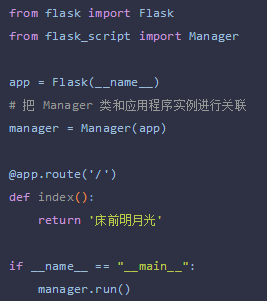 from flask import Flask
from flask_script import Manager
app = Flask(__name__)
# 把 Manager 类和应用程序实例进行关联
manager = Manager(app)
@app.route('/')
def index():
    return '床前明月光'
if __name__ == "__main__":
    manager.run()